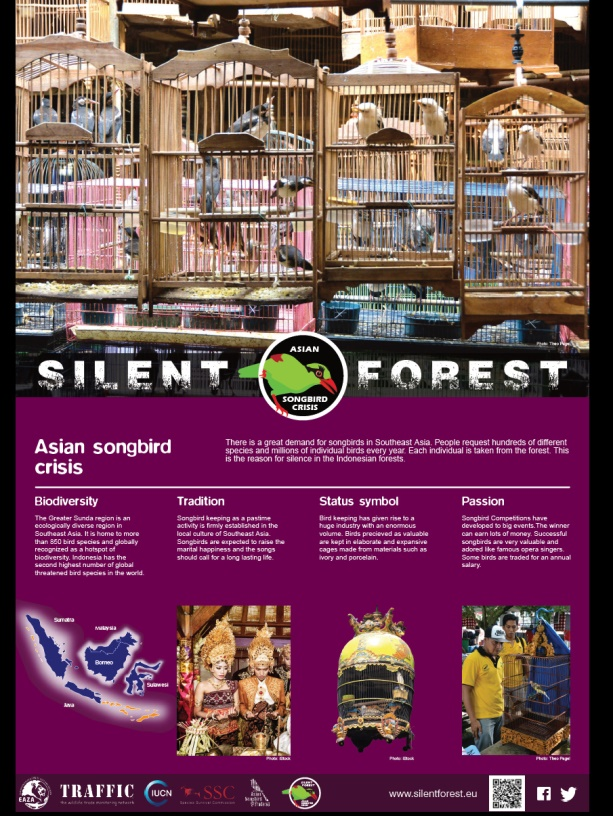 Photo: Theo Pagel
SILENT FOREST
ASIAN
SONGBIRD
CRISIS
Asian songbird
crisis
There is a great demand for songbirds in Southeast Asia. People request hundreds of different
species and millions of individual birds every year. Each individual is taken from the forest. This
is the reason for silence in the Indonesian forests.
Biodiversity
The Greater Sunda region is an
ecologically diverse region in
Southeast Asia. It is home to more
than 850 bird species and globally
recognized as a hotspot of
biodiversity. Indonesia has the
second highest number of global
threatened bird species in the world.
Tradition
Songbird keeping as a pastime
activity is firmly established in the
local culture of Southeast Asia.
Songbirds are expected to raise the
marital happiness and the songs
should call for a long lasting life.
Status symbol
Bird keeping has given rise to a
huge industry with an enormous
volume. Birds precieved as valuable
are kept in elaborate and expansive
cages made from materials such as
ivory and porcelain.
Passion
Songbird Competitions have
developed to big events.The winner
can earn lots of money. Successful
songbirds are very valuable and
adored like famous opera singers.
Some birds are traded for an annual
salary.
Sumatra
Malaysia
Borneo
Sulawesi
Java
Photo: iStock
Photo: iStock
Photo: Theo Pagel
EAZA
TRAFFIC
the wildlife trade monitoring network
IUCN
SSC
Species Survival Commission
www.silentforest.eu